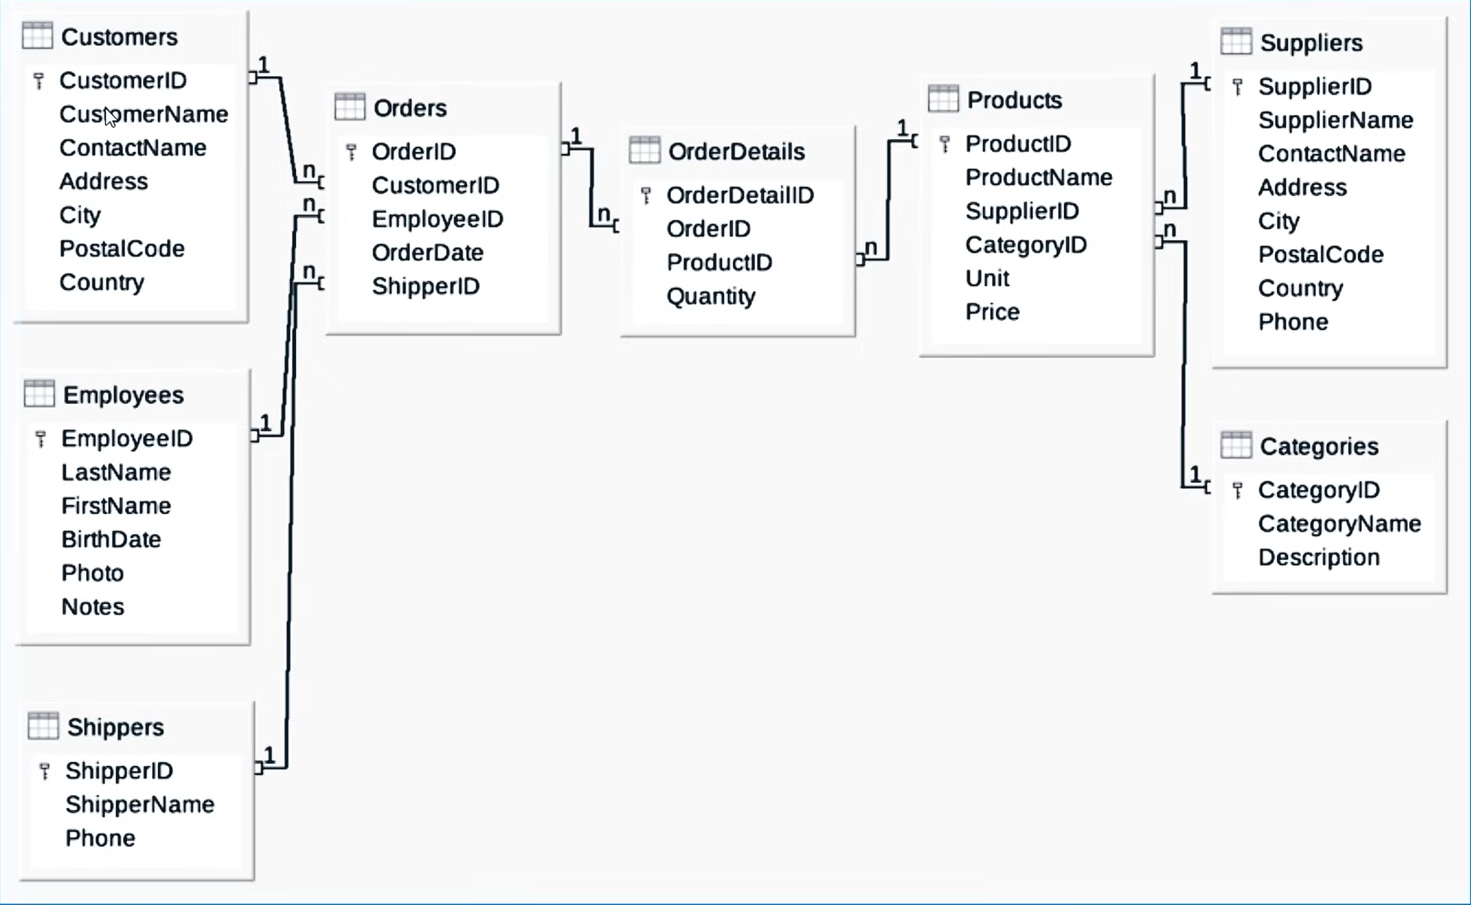 Customers
CustomerID
CustomerName
ContactName
Address
City
PostalCode
Country
1
n
n
n
Orders
OrderID
CustomerID
EmployeeID
OrderDate
ShipperID
1
n
OrderDetails
OrderDetailID
OrderID
ProductID
Quantity
1
n
Products
ProductID
ProductName
SupplierID
CategoryID
Unit
Price
1
n
n
Suppliers
SupplierID
SupplierName
ContactName
Address
City
PostalCode
Country
Phone
Employees
EmployeeID
LastName
FirstName
BirthDate
Photo
Notes
1
1
Categories
CategoryID
CategoryName
Description
Shippers
ShipperID
ShipperName
Phone
1